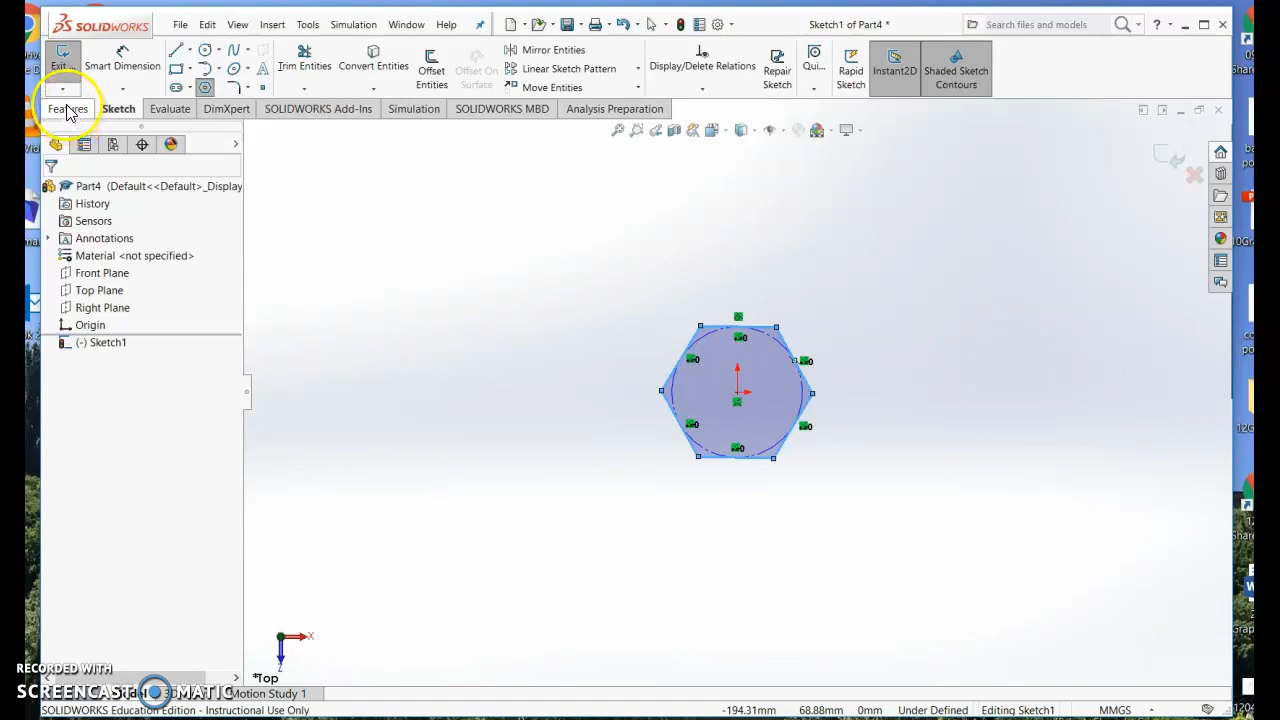 SOLIDWORKS File Edit View Insert Tools Simulation Window Help Sketch1 of Part4 * Search files and models ?
Exit ... Smart Dimension Trim Entities Convert Entities Offset Entities Offset On Surface Mirror Entities Linear Sketch Pattern Move Entities Display/Delete Relations Repair Sketch Qui... Rapid Sketch Instant2D Shaded Sketch Contours
Features Sketch Evaluate DimXpert SOLIDWORKS Add-Ins Simulation SOLIDWORKS MBD Analysis Preparation
Part4 (Default<<Default>_Display
History
Sensors
Annotations
Material <not specified>
Front Plane
Top Plane
Right Plane
Origin
(-) Sketch1
X
Z
*Top
RECORDED WITH
SCREENCAST MATIC
Motion Study 1
SOLIDWORKS Education Edition - Instructional Use Only -194.31mm 68.88mm 0mm Under Defined Editing Sketch1 MMGS